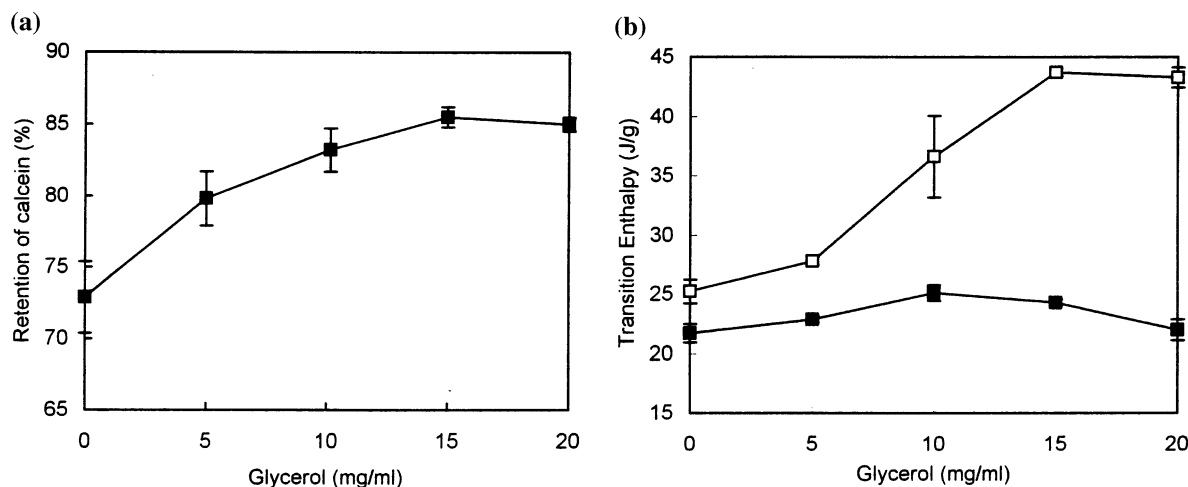 (a)
90
85
80
75
70
65
Retention of calcein (%)
0 5 10 15 20
Glycerol (mg/ml)
(b)
45
40
35
30
25
20
15
Transition Enthalpy (J/g)
0 5 10 15 20
Glycerol (mg/ml)